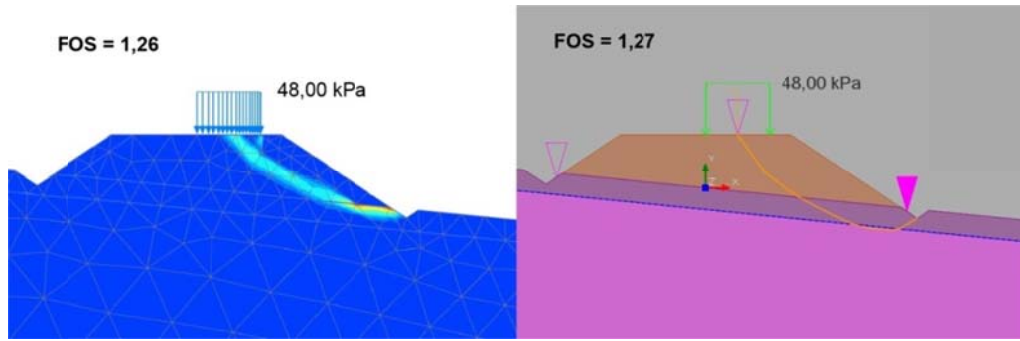 FOS = 1,26
48,00 kPa
FOS = 1,27
48,00 kPa
Y
Z
X